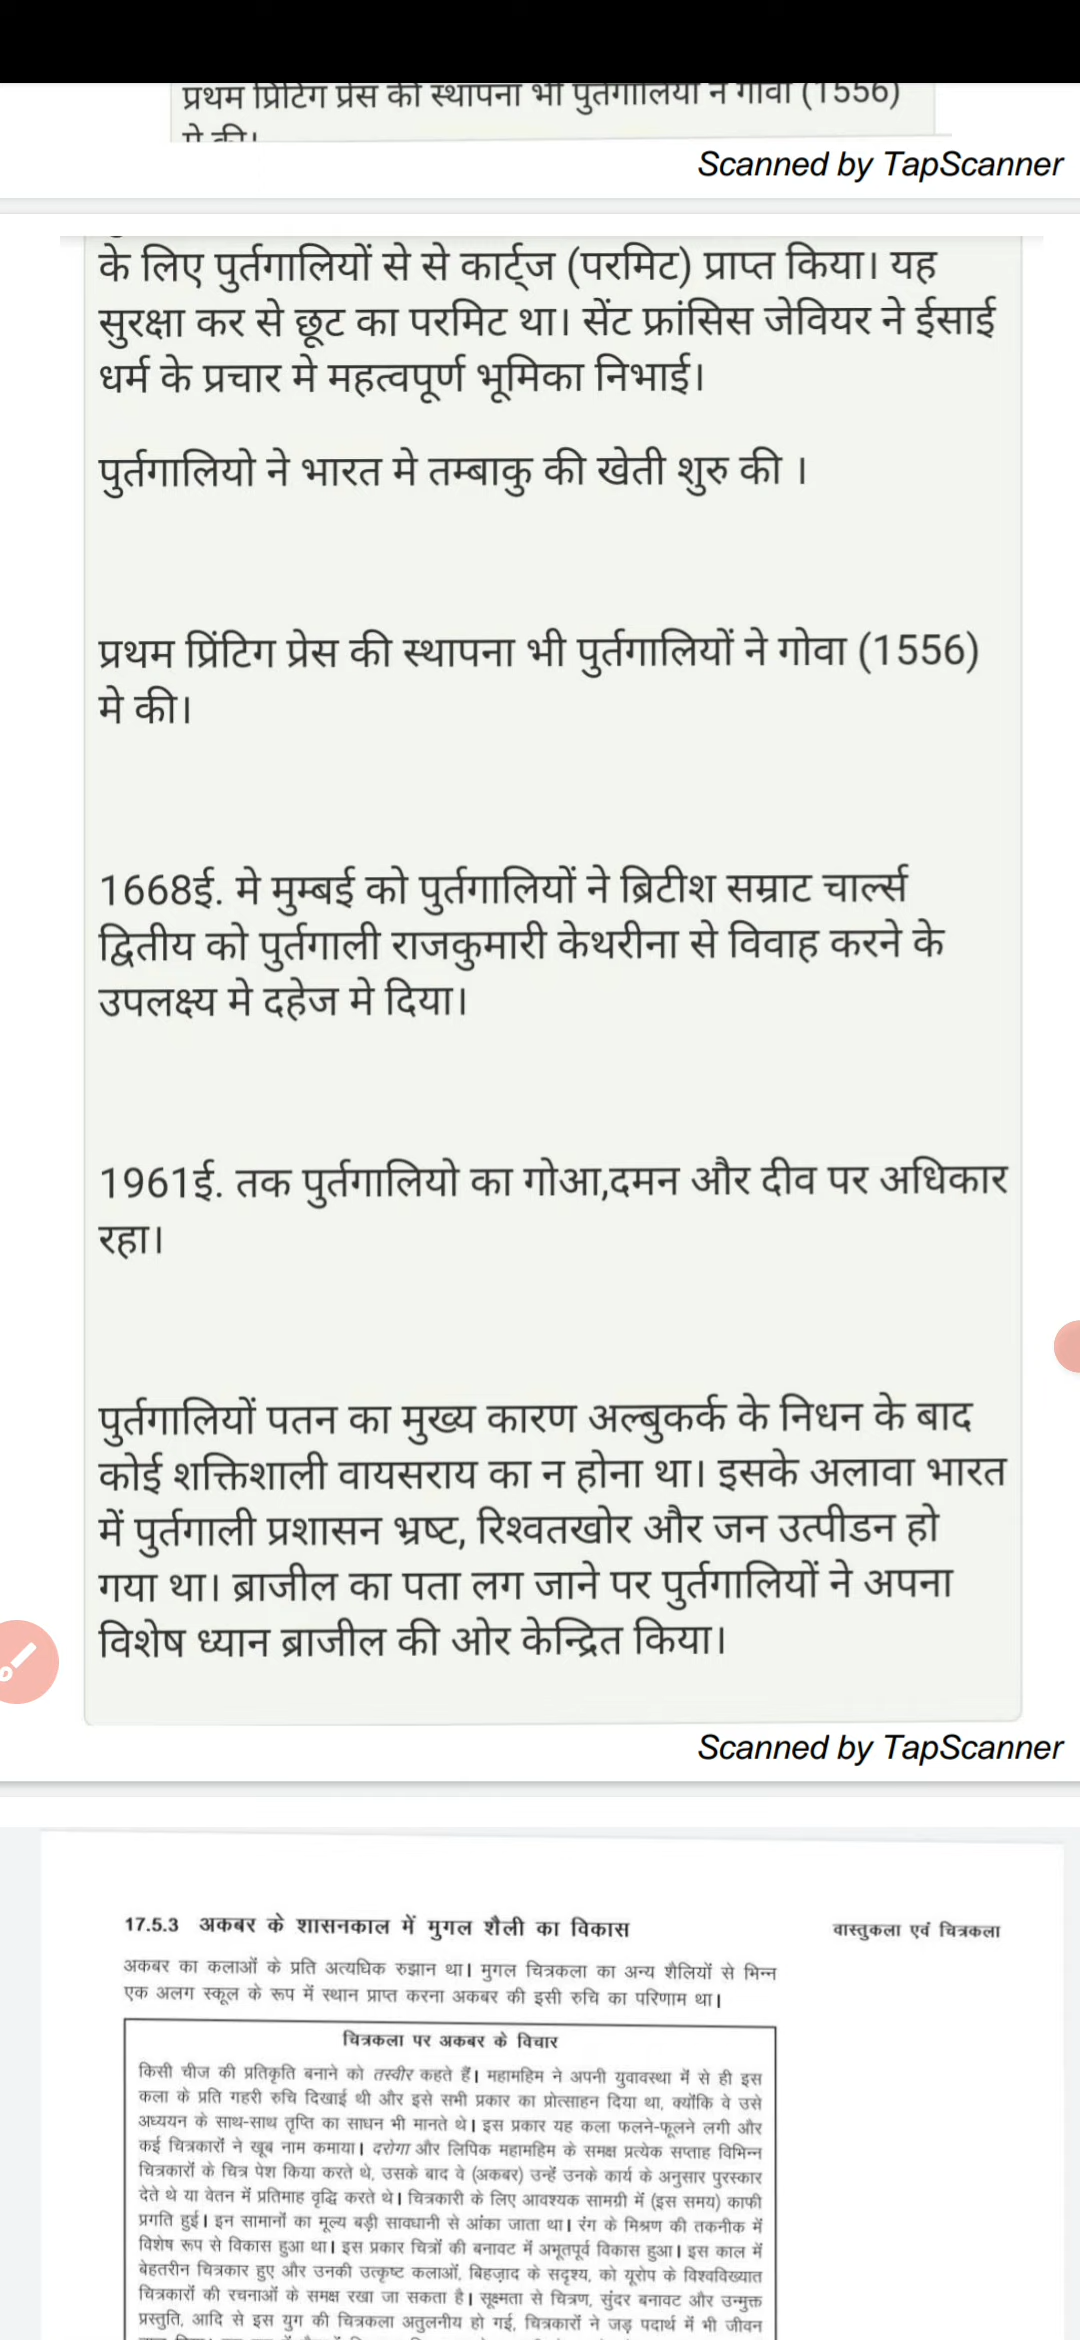 प्रथम प्रिंटिग प्रेस की स्थापना भी पुर्तगालियों ने गोवा (1556)
मे की।
Scanned by TapScanner
के लिए पुर्तगालियों से से कार्ट्ज (परमिट) प्राप्त किया। यह
सुरक्षा कर से छूट का परमिट था। सेंट फ्रांसिस जेवियर ने ईसाई
धर्म के प्रचार मे महत्वपूर्ण भूमिका निभाई।
पुर्तगालियो ने भारत मे तम्बाकु की खेती शुरु की ।
प्रथम प्रिंटिग प्रेस की स्थापना भी पुर्तगालियों ने गोवा (1556)
मे की।
1668ई. मे मुम्बई को पुर्तगालियों ने ब्रिटीश सम्राट चार्ल्स
द्वितीय को पुर्तगाली राजकुमारी केथरीना से विवाह करने के
उपलक्ष्य मे दहेज मे दिया।
1961ई. तक पुर्तगालियो का गोआ,दमन और दीव पर अधिकार
रहा।
पुर्तगालियों पतन का मुख्य कारण अल्बुकर्क के निधन के बाद
कोई शक्तिशाली वायसराय का न होना था। इसके अलावा भारत
में पुर्तगाली प्रशासन भ्रष्ट, रिश्वतखोर और जन उत्पीडन हो
गया था। ब्राजील का पता लग जाने पर पुर्तगालियों ने अपना
विशेष ध्यान ब्राजील की ओर केन्द्रित किया।
Scanned by TapScanner
17.5.3 अकबर के शासनकाल में मुगल शैली का विकास
वास्तुकला एवं चित्रकला
अकबर का कलाओं के प्रति अत्यधिक रुझान था। मुगल चित्रकला का अन्य शैलियों से भिन्न
एक अलग स्कूल के रूप में स्थान प्राप्त करना अकबर की इसी रुचि का परिणाम था।
चित्रकला पर अकबर के विचार
किसी चीज की प्रतिकृति बनाने को तस्वीर कहते हैं। महामहिम ने अपनी युवावस्था में से ही इस
कला के प्रति गहरी रुचि दिखाई थी और इसे सभी प्रकार का प्रोत्साहन दिया था, क्योंकि वे उसे
अध्ययन के साथ-साथ तृप्ति का साधन भी मानते थे। इस प्रकार यह कला फलने-फूलने लगी और
कई चित्रकारों ने खूब नाम कमाया। दरोगा और लिपिक महामहिम के समक्ष प्रत्येक सप्ताह विभिन्न
चित्रकारों के चित्र पेश किया करते थे, उसके बाद वे (अकबर) उन्हें उनके कार्य के अनुसार पुरस्कार
देते थे या वेतन में प्रतिमाह वृद्धि करते थे। चित्रकारी के लिए आवश्यक सामग्री में (इस समय) काफी
प्रगति हुई। इन सामानों का मूल्य बड़ी सावधानी से आंका जाता था। रंग के मिश्रण की तकनीक में
विशेष रूप से विकास हुआ था। इस प्रकार चित्रों की बनावट में अभूतपूर्व विकास हुआ। इस काल में
बेहतरीन चित्रकार हुए और उनकी उत्कृष्ट कलाओं, बिहज़ाद के सदृश्य, को यूरोप के विश्वविख्यात
चित्रकारों की रचनाओं के समक्ष रखा जा सकता है। सूक्ष्मता से चित्रण, सुंदर बनावट और उन्मुक्त
प्रस्तुति, आदि से इस युग की चित्रकला अतुलनीय हो गई, चित्रकारों ने जड़ पदार्थ में भी जीवन